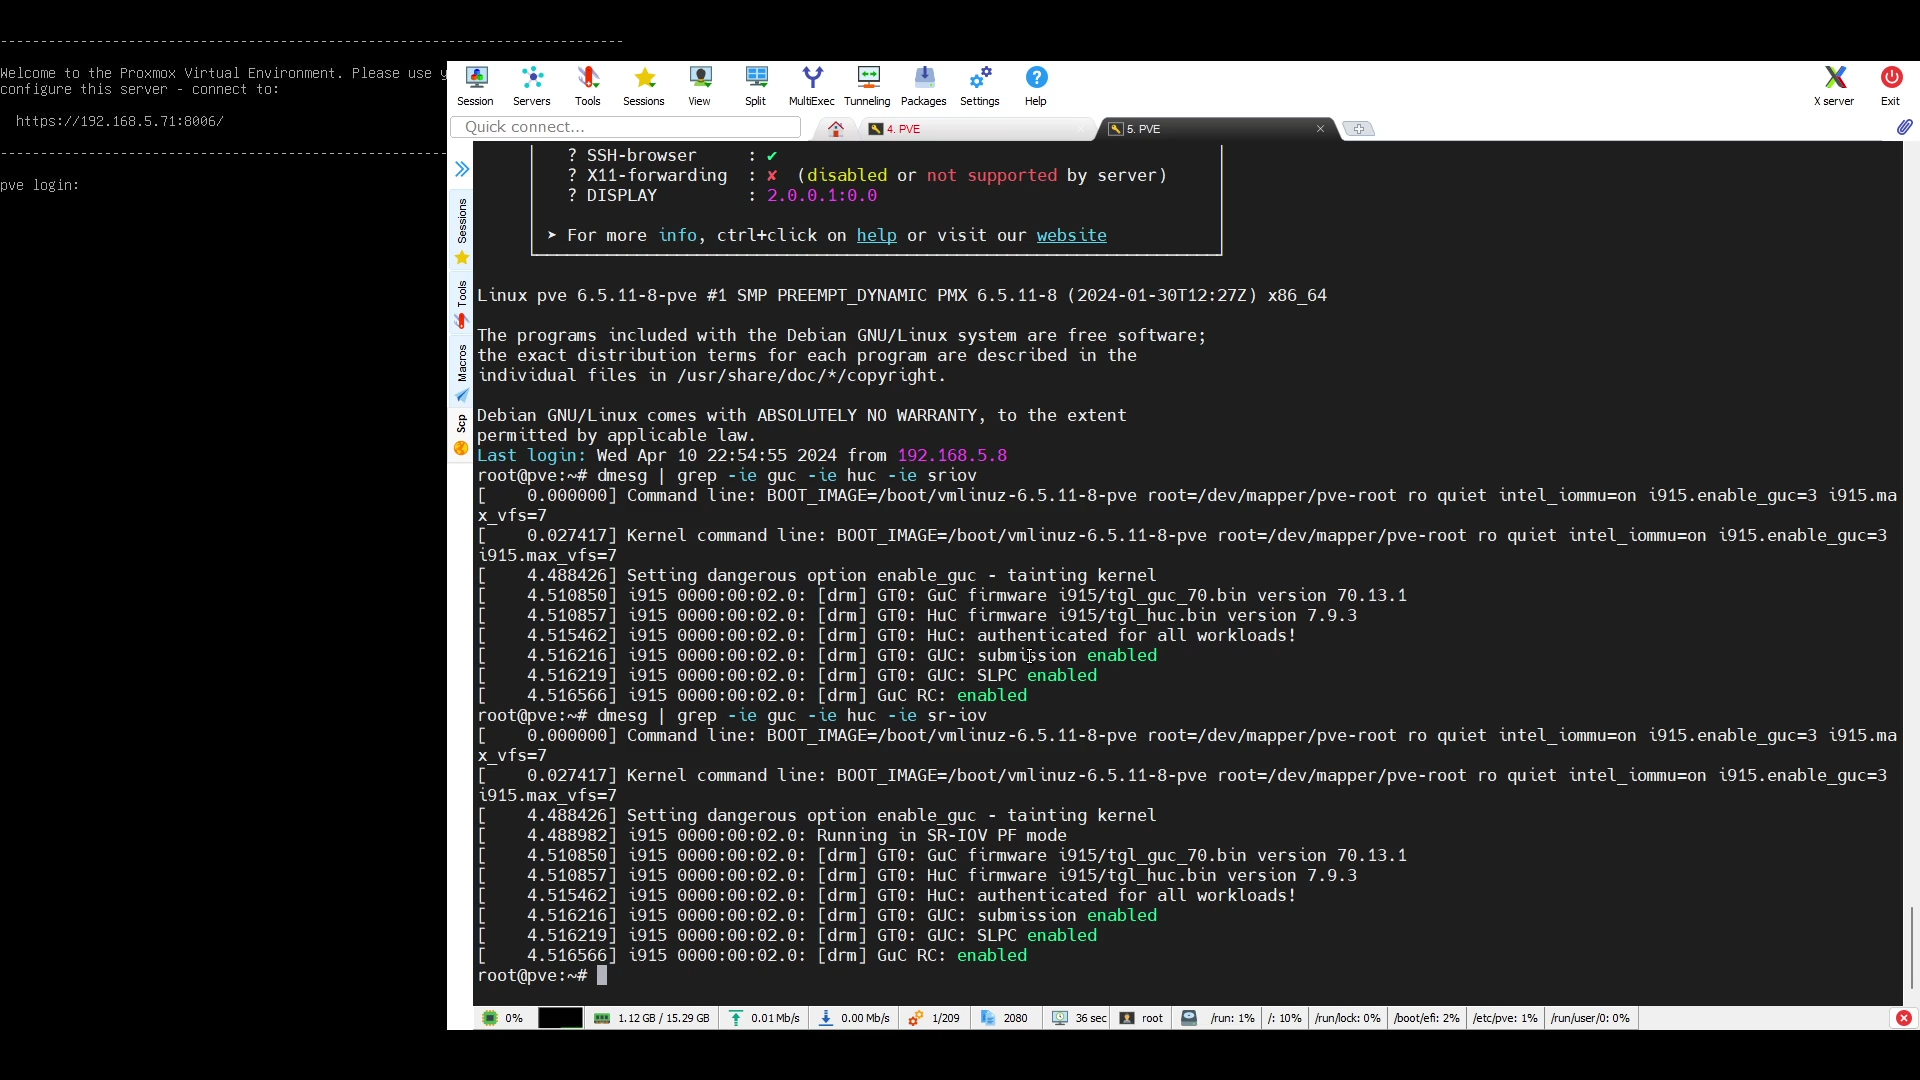 --------------------------------------------------------------------------------
Welcome to the Proxmox Virtual Environment. Please use y
configure this server - connect to:
https://192.168.5.71:8006/
--------------------------------------------------------------------------------
pve login:
Session Servers Tools Sessions View Split MultiExec Tunneling Packages Settings Help X server Exit
Quick connect... 4. PVE 5. PVE
Sessions
Tools
Macros
Scp
? SSH-browser : ✔
? X11-forwarding : ✘ (disabled or not supported by server)
? DISPLAY : 2.0.0.1:0.0
➤ For more info, ctrl+click on help or visit our website
Linux pve 6.5.11-8-pve #1 SMP PREEMPT_DYNAMIC PMX 6.5.11-8 (2024-01-30T12:27Z) x86_64
The programs included with the Debian GNU/Linux system are free software;
the exact distribution terms for each program are described in the
individual files in /usr/share/doc/*/copyright.
Debian GNU/Linux comes with ABSOLUTELY NO WARRANTY, to the extent
permitted by applicable law.
Last login: Wed Apr 10 22:54:55 2024 from 192.168.5.8
root@pve:~# dmesg | grep -ie guc -ie huc -ie sriov
[    0.000000] Command line: BOOT_IMAGE=/boot/vmlinuz-6.5.11-8-pve root=/dev/mapper/pve-root ro quiet intel_iommu=on i915.enable_guc=3 i915.ma
x_vfs=7
[    0.027417] Kernel command line: BOOT_IMAGE=/boot/vmlinuz-6.5.11-8-pve root=/dev/mapper/pve-root ro quiet intel_iommu=on i915.enable_guc=3
i915.max_vfs=7
[    4.488426] Setting dangerous option enable_guc - tainting kernel
[    4.510850] i915 0000:00:02.0: [drm] GT0: GuC firmware i915/tgl_guc_70.bin version 70.13.1
[    4.510857] i915 0000:00:02.0: [drm] GT0: HuC firmware i915/tgl_huc.bin version 7.9.3
[    4.515462] i915 0000:00:02.0: [drm] GT0: HuC: authenticated for all workloads!
[    4.516216] i915 0000:00:02.0: [drm] GT0: GUC: submission enabled
[    4.516219] i915 0000:00:02.0: [drm] GT0: GUC: SLPC enabled
[    4.516566] i915 0000:00:02.0: [drm] GuC RC: enabled
root@pve:~# dmesg | grep -ie guc -ie huc -ie sr-iov
[    0.000000] Command line: BOOT_IMAGE=/boot/vmlinuz-6.5.11-8-pve root=/dev/mapper/pve-root ro quiet intel_iommu=on i915.enable_guc=3 i915.ma
x_vfs=7
[    0.027417] Kernel command line: BOOT_IMAGE=/boot/vmlinuz-6.5.11-8-pve root=/dev/mapper/pve-root ro quiet intel_iommu=on i915.enable_guc=3
i915.max_vfs=7
[    4.488426] Setting dangerous option enable_guc - tainting kernel
[    4.488982] i915 0000:00:02.0: Running in SR-IOV PF mode
[    4.510850] i915 0000:00:02.0: [drm] GT0: GuC firmware i915/tgl_guc_70.bin version 70.13.1
[    4.510857] i915 0000:00:02.0: [drm] GT0: HuC firmware i915/tgl_huc.bin version 7.9.3
[    4.515462] i915 0000:00:02.0: [drm] GT0: HuC: authenticated for all workloads!
[    4.516216] i915 0000:00:02.0: [drm] GT0: GUC: submission enabled
[    4.516219] i915 0000:00:02.0: [drm] GT0: GUC: SLPC enabled
[    4.516566] i915 0000:00:02.0: [drm] GuC RC: enabled
root@pve:~#
0% 1.12 GB / 15.29 GB 0.01 Mb/s 0.00 Mb/s 1/209 2080 36 sec root /run: 1% /: 10% /run/lock: 0% /boot/efi: 2% /etc/pve: 1% /run/user/0: 0%